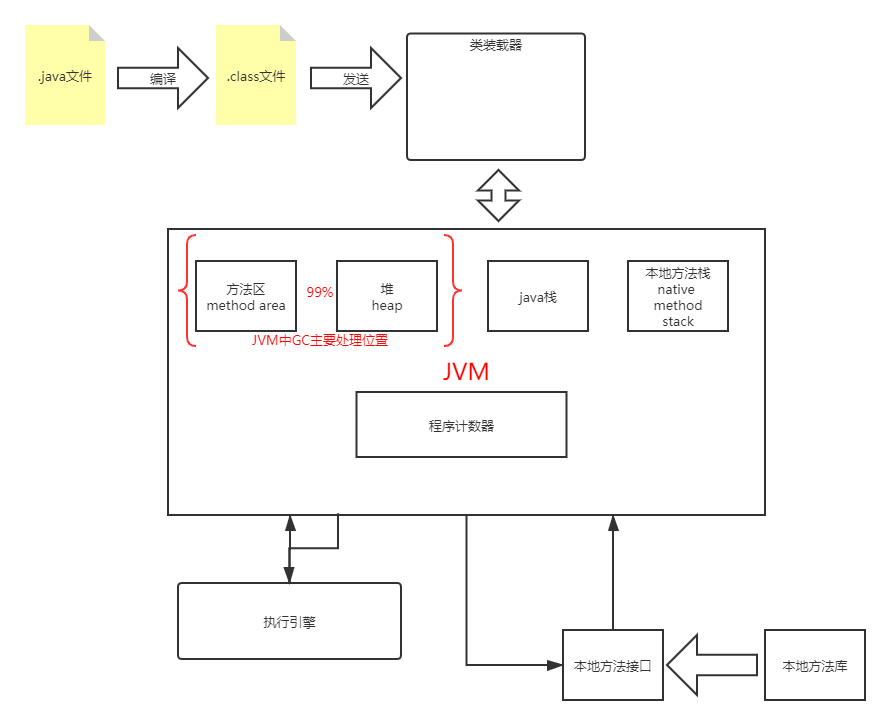 .java文件
编译
.class文件
发送
类装载器
方法区
method area
99%
堆
heap
java栈
本地方法栈
native
method
stack
JVM中GC主要处理位置
JVM
程序计数器
执行引擎
本地方法接口
本地方法库